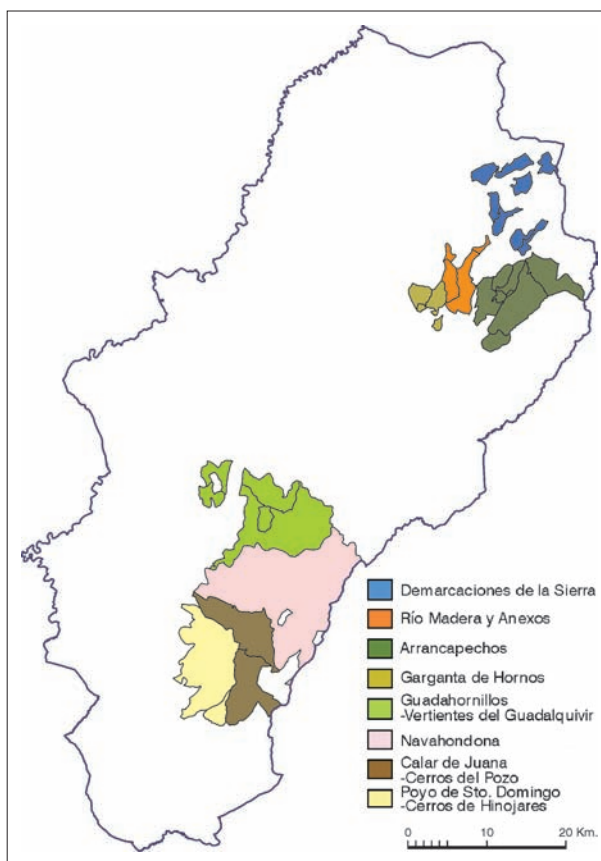 Demarcaciones de la Sierra
Río Madera y Anexos
Arrancapechos
Garganta de Hornos
Guadahornillos
-Vertientes del Guadalquivir
Navahondona
Calar de Juana
-Cerros del Pozo
Poyo de Sto. Domingo
-Cerros de Hinojares
0 10 20 Km.